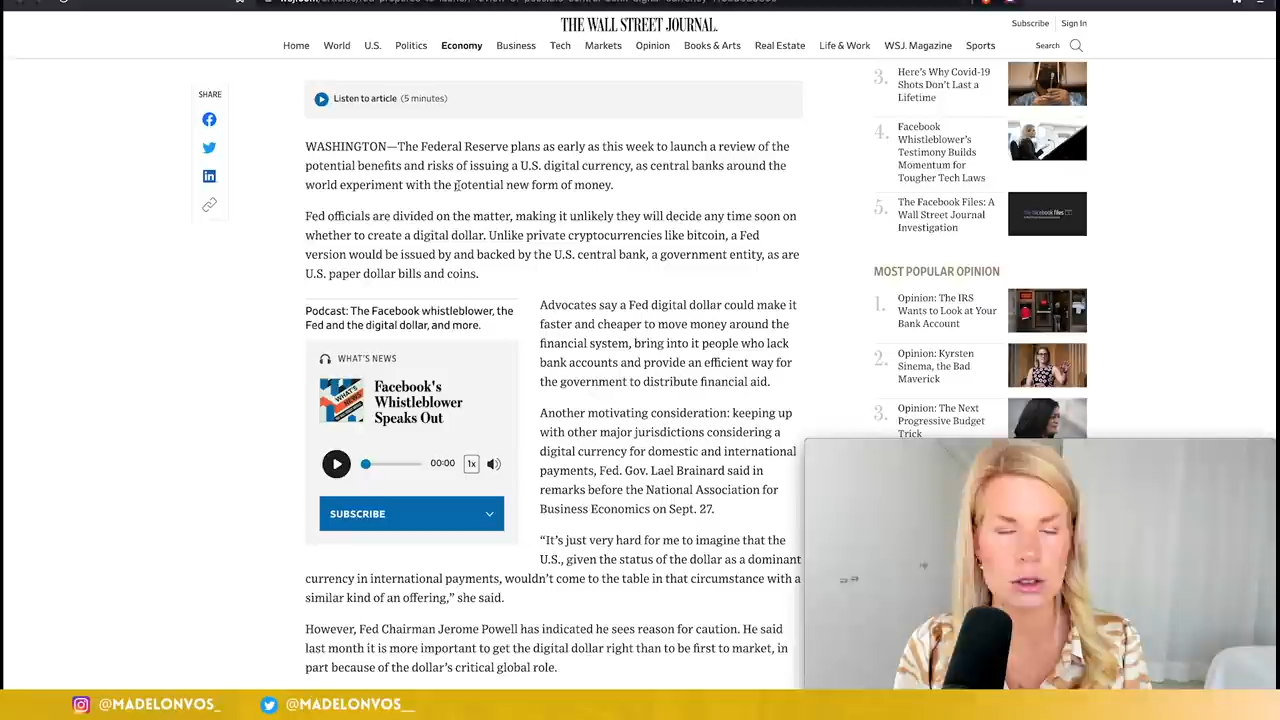 THE WALL STREET JOURNAL.
Subscribe
Sign In
Home
World
U.S.
Politics
Economy
Business
Tech
Markets
Opinion
Books & Arts
Real Estate
Life & Work
WSJ. Magazine
Sports
Search
SHARE
Listen to article (5 minutes)
WASHINGTON—The Federal Reserve plans as early as this week to launch a review of the
potential benefits and risks of issuing a U.S. digital currency, as central banks around the
world experiment with the potential new form of money.
Fed officials are divided on the matter, making it unlikely they will decide any time soon on
whether to create a digital dollar. Unlike private cryptocurrencies like bitcoin, a Fed
version would be issued by and backed by the U.S. central bank, a government entity, as are
U.S. paper dollar bills and coins.
Podcast: The Facebook whistleblower, the
Fed and the digital dollar, and more.
WHAT'S NEWS
WHAT'S
NEWS
Facebook's
Whistleblower
Speaks Out
00:00
1x
SUBSCRIBE
Advocates say a Fed digital dollar could make it
faster and cheaper to move money around the
financial system, bring into it people who lack
bank accounts and provide an efficient way for
the government to distribute financial aid.
Another motivating consideration: keeping up
with other major jurisdictions considering a
digital currency for domestic and international
payments, Fed. Gov. Lael Brainard said in
remarks before the National Association for
Business Economics on Sept. 27.
“It's just very hard for me to imagine that the
U.S., given the status of the dollar as a dominant
currency in international payments, wouldn't come to the table in that circumstance with a
similar kind of an offering,” she said.
However, Fed Chairman Jerome Powell has indicated he sees reason for caution. He said
last month it is more important to get the digital dollar right than to be first to market, in
part because of the dollar's critical global role.
3.
Here's Why Covid-19
Shots Don't Last a
Lifetime
4.
Facebook
Whistleblower's
Testimony Builds
Momentum for
Tougher Tech Laws
5.
The Facebook Files: A
Wall Street Journal
Investigation
the facebook files
MOST POPULAR OPINION
1.
Opinion: The IRS
Wants to Look at Your
Bank Account
2.
Opinion: Kyrsten
Sinema, the Bad
Maverick
3.
Opinion: The Next
Progressive Budget
Trick
@MADELONVOS_
@MADELONVOS__